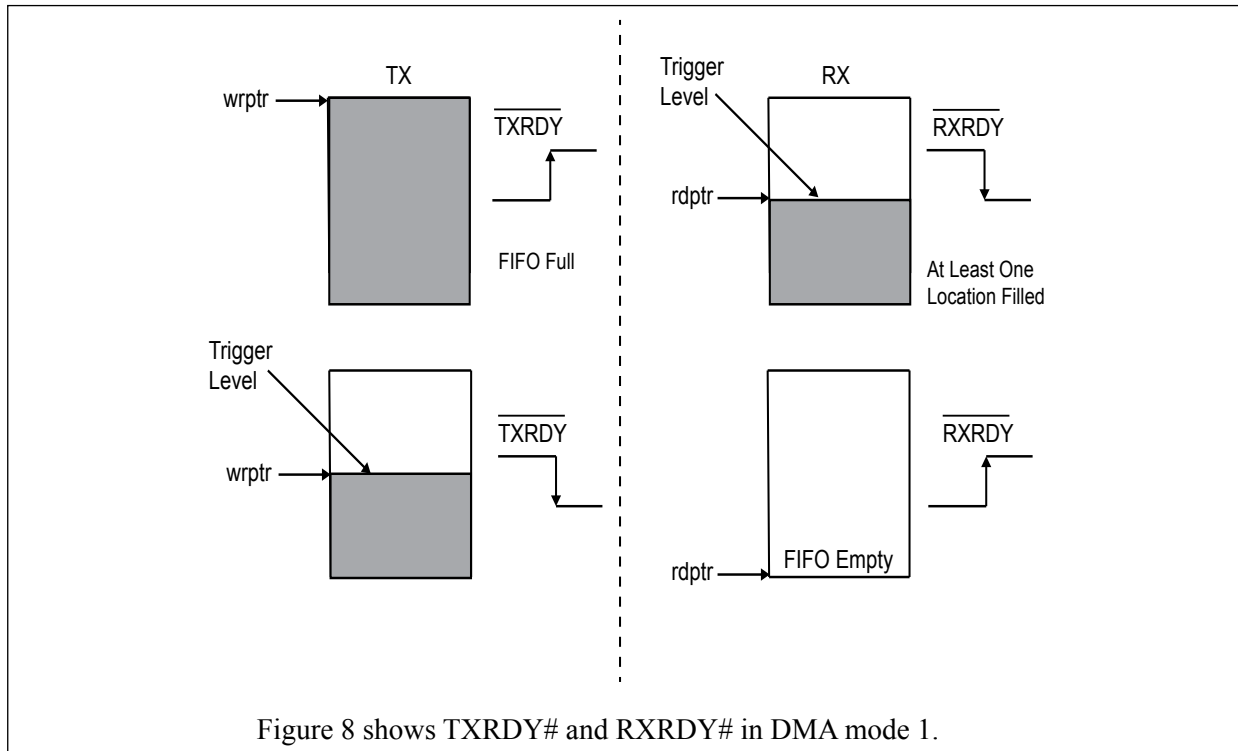 TX
wrptr
TXRDY
FIFO Full
Trigger
Level
RX
RXRDY
rdptr
At Least One
Location Filled
Trigger
Level
TXRDY
wrptr
RXRDY
FIFO Empty
rdptr
Figure 8 shows TXRDY# and RXRDY# in DMA mode 1.